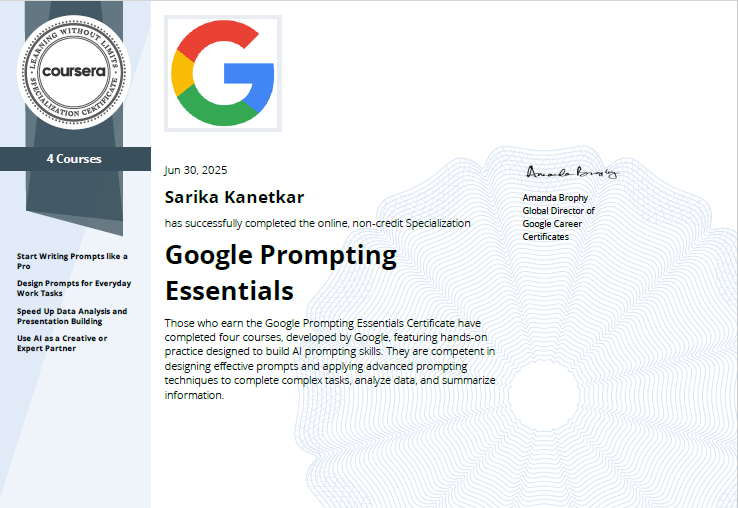 LEARNING WITHOUT LIMITS
coursera
SPECIALIZATION CERTIFICATE
4 Courses
Start Writing Prompts like a
Pro
Design Prompts for Everyday
Work Tasks
Speed Up Data Analysis and
Presentation Building
Use AI as a Creative or
Expert Partner
G
Jun 30, 2025
Sarika Kanetkar
has successfully completed the online, non-credit Specialization
Google Prompting
Essentials
Those who earn the Google Prompting Essentials Certificate have
completed four courses, developed by Google, featuring hands-on
practice designed to build AI prompting skills. They are competent in
designing effective prompts and applying advanced prompting
techniques to complete complex tasks, analyze data, and summarize
information.
Amanda Brophy
Amanda Brophy
Global Director of
Google Career
Certificates